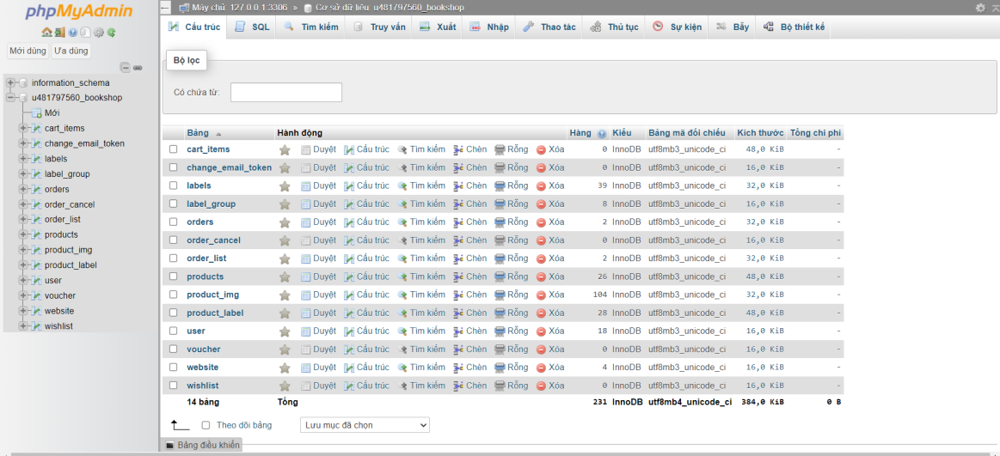 phpMyAdmin
Mới dùng Ưa dùng
information_schema
u481797560_bookshop
Mới
cart_items
change_email_token
labels
label_group
orders
order_cancel
order_list
products
product_img
product_label
user
voucher
website
wishlist
Máy chủ: 127.0.0.1:3306 » Cơ sở dữ liệu: u481797560_bookshop
Cấu trúc SQL Tìm kiếm Truy vấn Xuất Nhập Thao tác Thủ tục Sự kiện Bẫy Bộ thiết kế
Bộ lọc
Có chứa từ:
Bảng Hành động Hàng Kiểu Bảng mã đối chiếu Kích thước Tổng chi phí
cart_items Duyệt Cấu trúc Tìm kiếm Chèn Rỗng Xóa 0 InnoDB utf8mb3_unicode_ci 48,0 KiB -
change_email_token Duyệt Cấu trúc Tìm kiếm Chèn Rỗng Xóa 0 InnoDB utf8mb3_unicode_ci 16,0 KiB -
labels Duyệt Cấu trúc Tìm kiếm Chèn Rỗng Xóa 39 InnoDB utf8mb3_unicode_ci 32,0 KiB -
label_group Duyệt Cấu trúc Tìm kiếm Chèn Rỗng Xóa 8 InnoDB utf8mb3_unicode_ci 16,0 KiB -
orders Duyệt Cấu trúc Tìm kiếm Chèn Rỗng Xóa 2 InnoDB utf8mb3_unicode_ci 32,0 KiB -
order_cancel Duyệt Cấu trúc Tìm kiếm Chèn Rỗng Xóa 0 InnoDB utf8mb3_unicode_ci 16,0 KiB -
order_list Duyệt Cấu trúc Tìm kiếm Chèn Rỗng Xóa 2 InnoDB utf8mb3_unicode_ci 32,0 KiB -
products Duyệt Cấu trúc Tìm kiếm Chèn Rỗng Xóa 26 InnoDB utf8mb3_unicode_ci 48,0 KiB -
product_img Duyệt Cấu trúc Tìm kiếm Chèn Rỗng Xóa 104 InnoDB utf8mb3_unicode_ci 32,0 KiB -
product_label Duyệt Cấu trúc Tìm kiếm Chèn Rỗng Xóa 28 InnoDB utf8mb3_unicode_ci 48,0 KiB -
user Duyệt Cấu trúc Tìm kiếm Chèn Rỗng Xóa 18 InnoDB utf8mb3_unicode_ci 16,0 KiB -
voucher Duyệt Cấu trúc Tìm kiếm Chèn Rỗng Xóa 0 InnoDB utf8mb3_unicode_ci 16,0 KiB -
website Duyệt Cấu trúc Tìm kiếm Chèn Rỗng Xóa 4 InnoDB utf8mb3_unicode_ci 16,0 KiB -
wishlist Duyệt Cấu trúc Tìm kiếm Chèn Rỗng Xóa 0 InnoDB utf8mb3_unicode_ci 16,0 KiB -
14 bảng Tổng 231 InnoDB utf8mb4_unicode_ci 384,0 KiB 0 B
Theo dõi bảng Lưu mục đã chọn
Bảng điều khiển